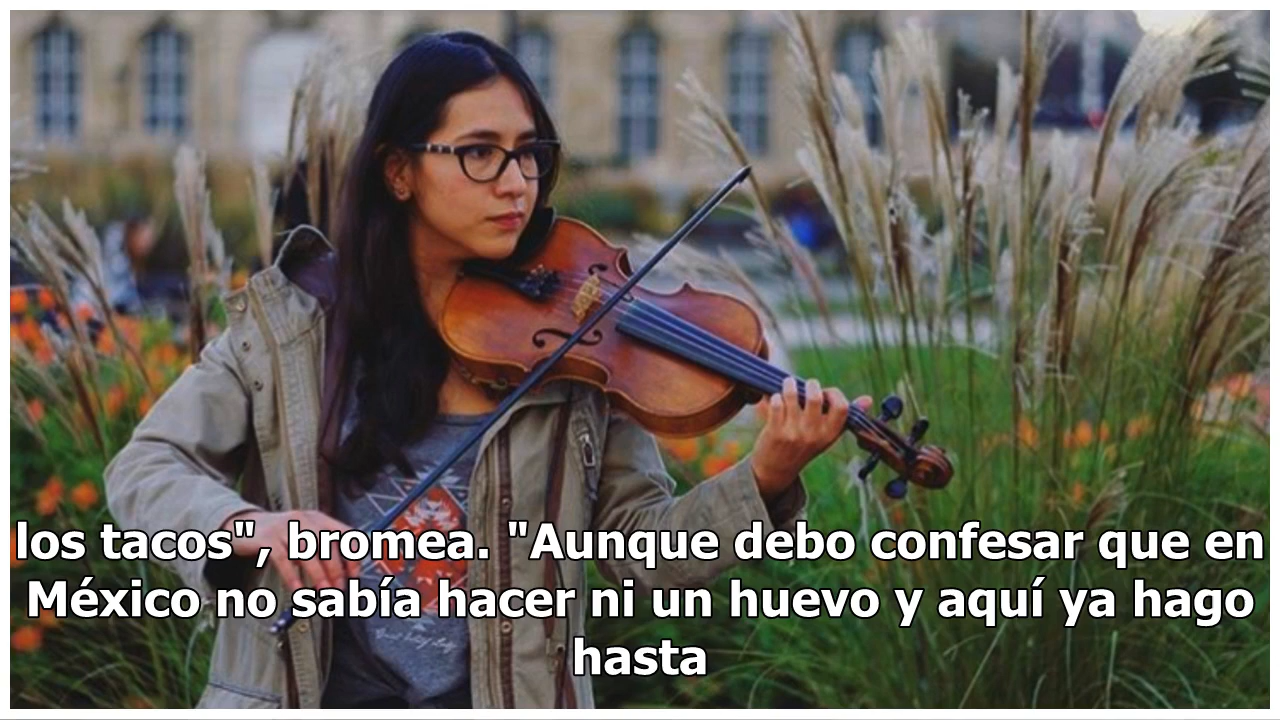 los tacos", bromea. "Aunque debo confesar que en
México no sabía hacer ni un huevo y aquí ya hago
hasta